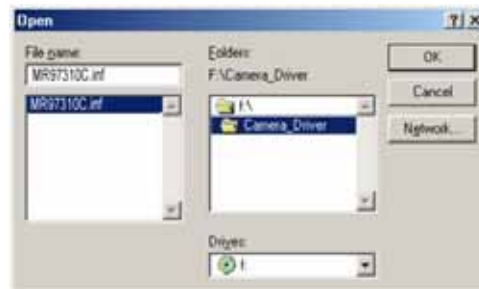 Open
File name:
MR97310C.inf
MR97310C.inf
Folders:
F:\Camera_Driver
F:\
Camera_Driver
Drives:
f:
OK
Cancel
Network...